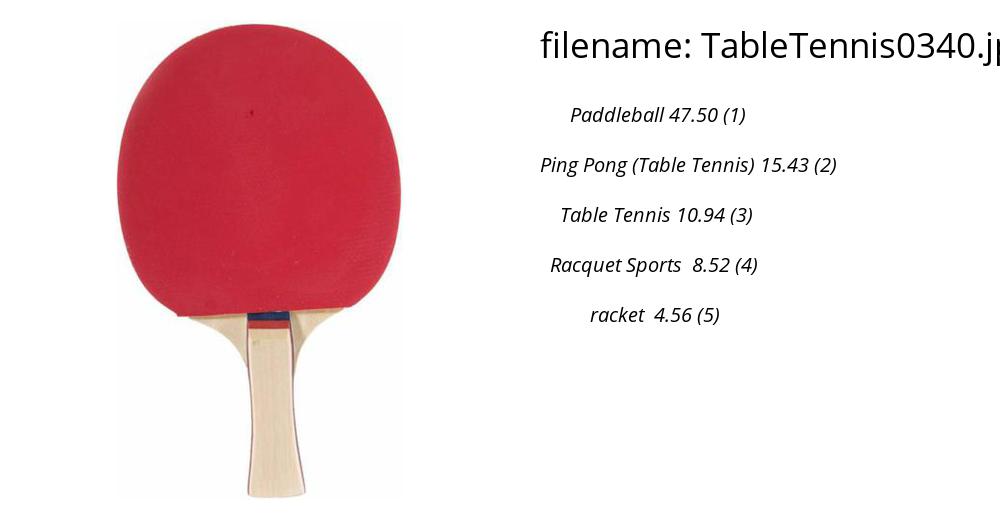 filename: TableTennis0340.jp
Paddleball 47.50 (1)
Ping Pong (Table Tennis) 15.43 (2)
Table Tennis 10.94 (3)
Racquet Sports 8.52 (4)
racket 4.56 (5)